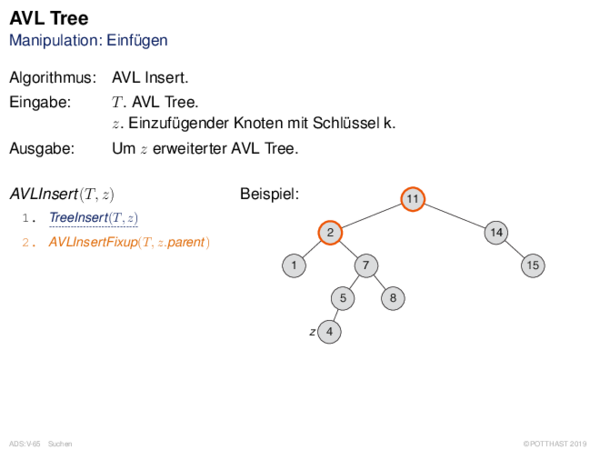 AVL Tree
Manipulation: Einfügen
Algorithmus: AVL Insert.
Eingabe: T. AVL Tree.
z. Einzufügender Knoten mit Schlüssel k.
Ausgabe: Um z erweiterter AVL Tree.
AVLInsert(T, z)
1. TreeInsert(T, z)
2. AVLInsertFixup(T, z.parent)
Beispiel:
11
2
14
1
7
15
5
8
z 4
ADS:V-65 Suchen
©POTTHAST 2019